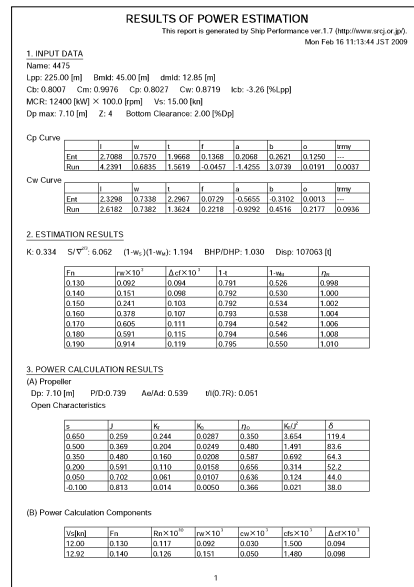 RESULTS OF POWER ESTIMATION
This report is generated by Ship Performance ver.1.7 (http://www.srcj.or.jp/).
Mon Feb 16 11:13:44 JST 2009
1. INPUT DATA
Name: 4475
Lpp: 225.00 [m] Bmld: 45.00 [m] dmld: 12.85 [m]
Cb: 0.8007 Cm: 0.9976 Cp: 0.8027 Cw: 0.8719 lcb: -3.26 [%Lpp]
MCR: 12400 [kW] × 100.0 [rpm] Vs: 15.00 [kn]
Dp max: 7.10 [m] Z: 4 Bottom Clearance: 2.00 [%Dp]
Cp Curve
l w t f a b o trmy
Ent 2.7088 0.7570 1.9668 0.1368 0.2068 0.2621 0.1250 ---
Run 4.2391 0.6835 1.5619 -0.0457 -1.4255 3.0739 0.0191 0.0037
Cw Curve
l w t f a b o trmy
Ent 2.3298 0.7338 2.2967 0.0729 -0.5655 -0.3102 0.0013 ---
Run 2.6182 0.7382 1.3624 0.2218 -0.9292 0.4516 0.2177 0.0936
2. ESTIMATION RESULTS
K: 0.334 S/∇²ᐟ³: 6.062 (1-ws)(1-wM): 1.194 BHP/DHP: 1.030 Disp: 107063 [t]
Fn rw×10³ Δcf×10³ 1-t 1-wM ηR
0.130 0.092 0.094 0.791 0.526 0.998
0.140 0.151 0.098 0.792 0.530 1.000
0.150 0.241 0.103 0.792 0.534 1.002
0.160 0.378 0.107 0.793 0.538 1.004
0.170 0.605 0.111 0.794 0.542 1.006
0.180 0.591 0.115 0.794 0.546 1.008
0.190 0.914 0.119 0.795 0.550 1.010
3. POWER CALCULATION RESULTS
(A) Propeller
Dp: 7.10 [m] P/D:0.739 Ae/Ad: 0.539 t/l(0.7R): 0.051
Open Characteristics
s J KT KQ ηO KT/J² δ
0.650 0.259 0.244 0.0287 0.350 3.654 119.4
0.500 0.369 0.204 0.0249 0.480 1.491 83.6
0.350 0.480 0.160 0.0208 0.587 0.692 64.3
0.200 0.591 0.110 0.0158 0.656 0.314 52.2
0.050 0.702 0.061 0.0107 0.636 0.124 44.0
-0.100 0.813 0.014 0.0050 0.366 0.021 38.0
(B) Power Calculation Components
Vs[kn] Fn Rn×10¹⁰ rw×10³ cw×10³ cfs×10³ Δcf×10³
12.00 0.130 0.117 0.092 0.030 1.500 0.094
12.92 0.140 0.126 0.151 0.050 1.480 0.098
1